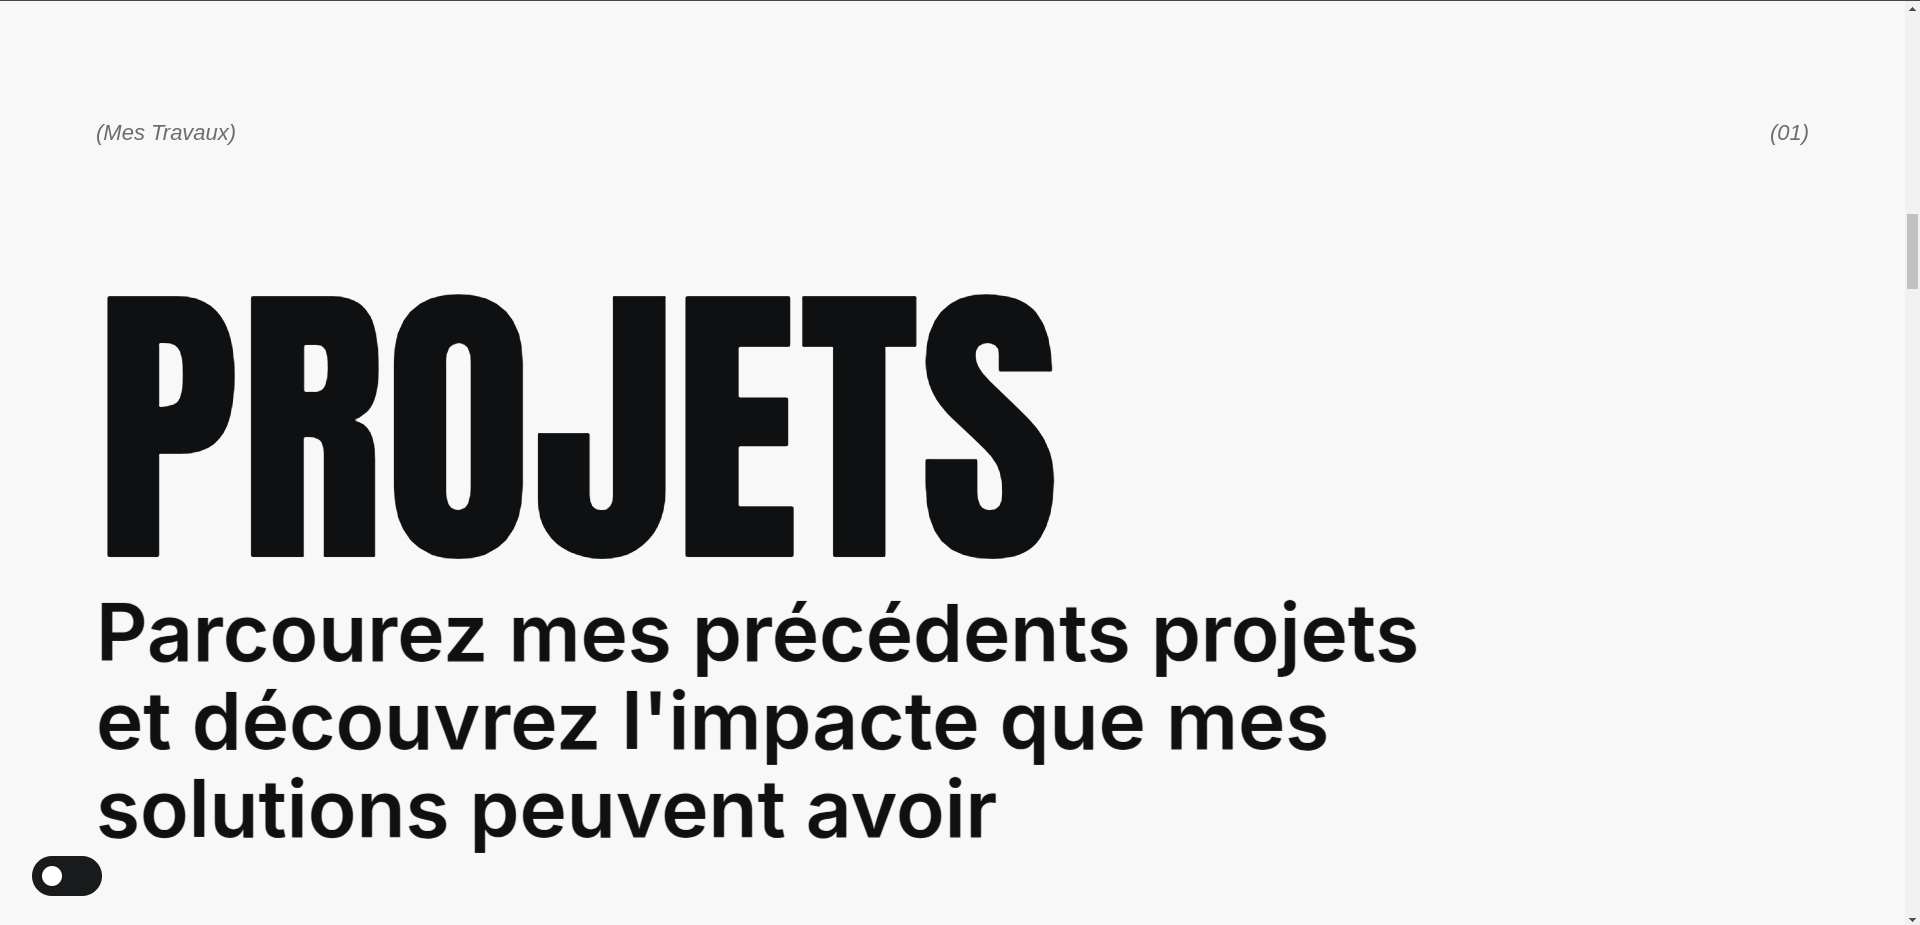 (Mes Travaux) (01)
PROJETS
Parcourez mes précédents projets
et découvrez l'impacte que mes
solutions peuvent avoir